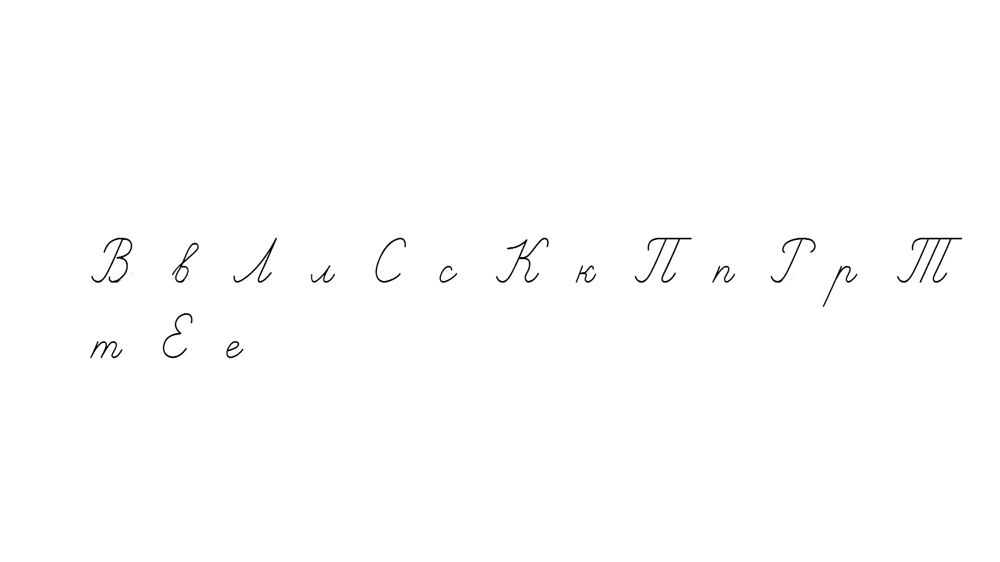 В в Л л С с К к П п Р р Т
т Е е